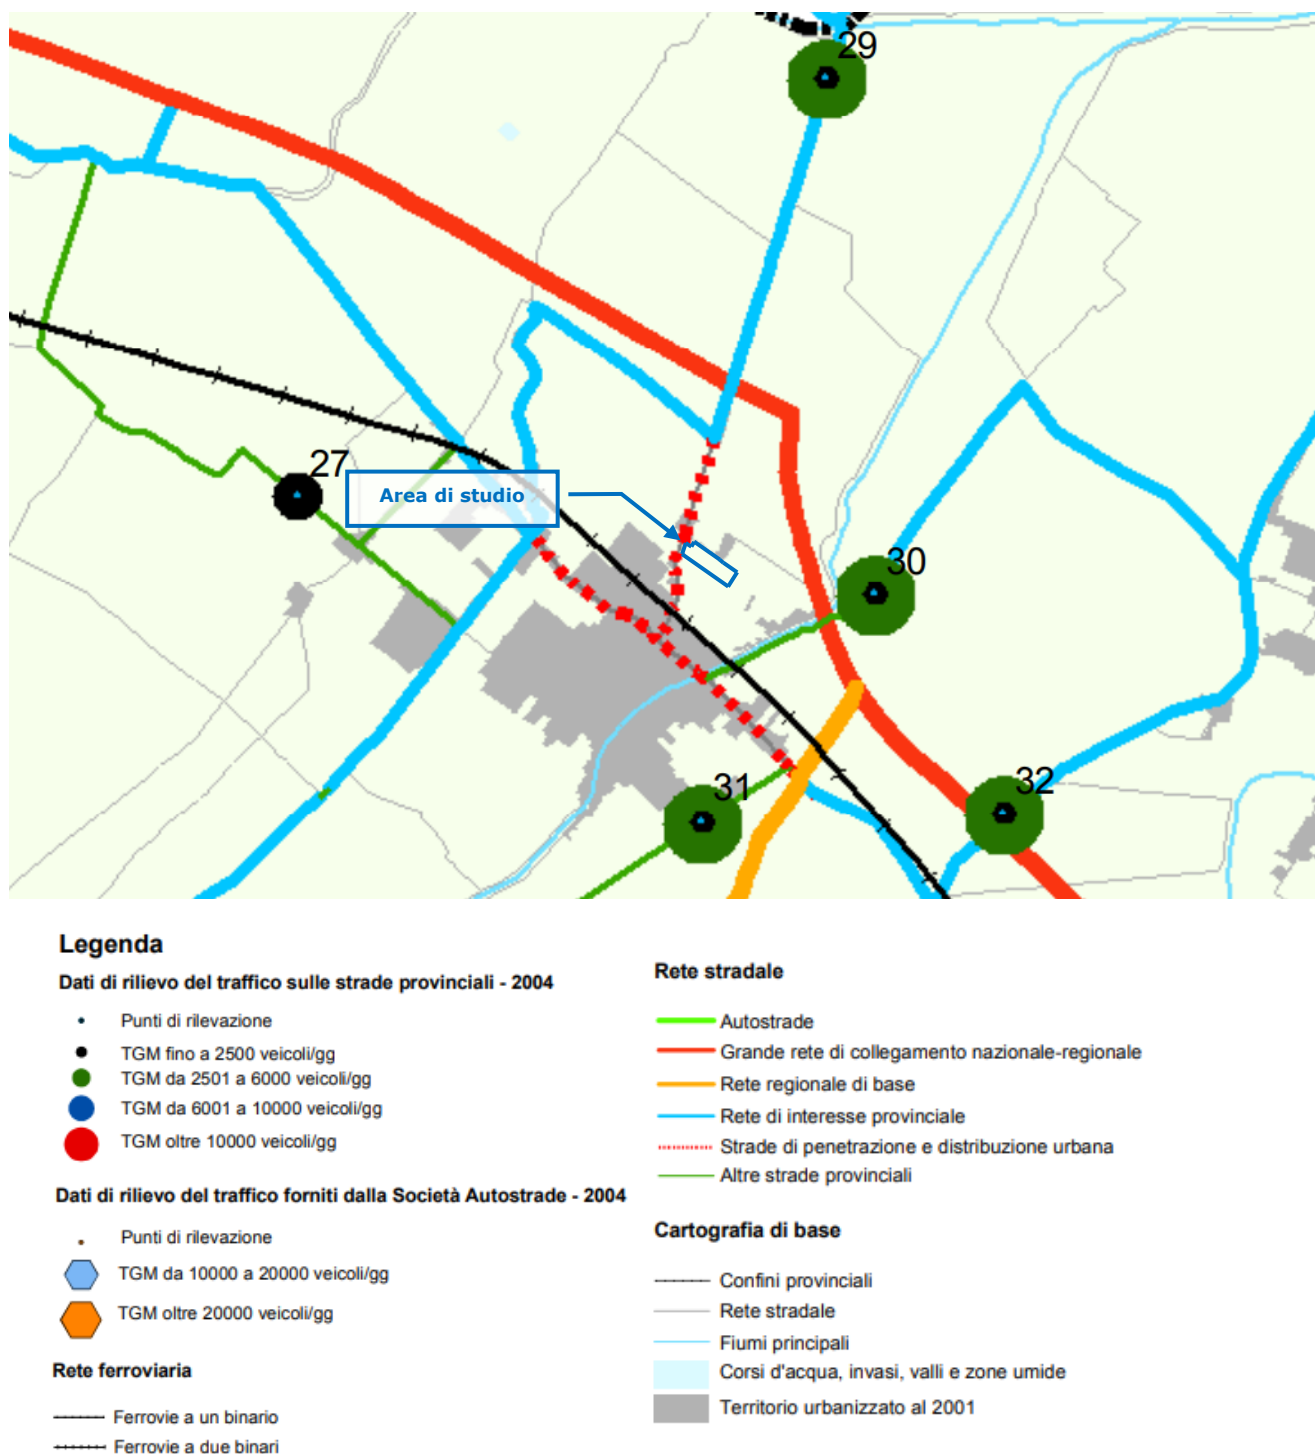 29
27
Area di studio
30
31
32
Legenda
Dati di rilievo del traffico sulle strade provinciali - 2004
Punti di rilevazione
TGM fino a 2500 veicoli/gg
TGM da 2501 a 6000 veicoli/gg
TGM da 6001 a 10000 veicoli/gg
TGM oltre 10000 veicoli/gg
Dati di rilievo del traffico forniti dalla Società Autostrade - 2004
Punti di rilevazione
TGM da 10000 a 20000 veicoli/gg
TGM oltre 20000 veicoli/gg
Rete ferroviaria
Ferrovie a un binario
Ferrovie a due binari
Rete stradale
Autostrade
Grande rete di collegamento nazionale-regionale
Rete regionale di base
Rete di interesse provinciale
Strade di penetrazione e distribuzione urbana
Altre strade provinciali
Cartografia di base
Confini provinciali
Rete stradale
Fiumi principali
Corsi d'acqua, invasi, valli e zone umide
Territorio urbanizzato al 2001